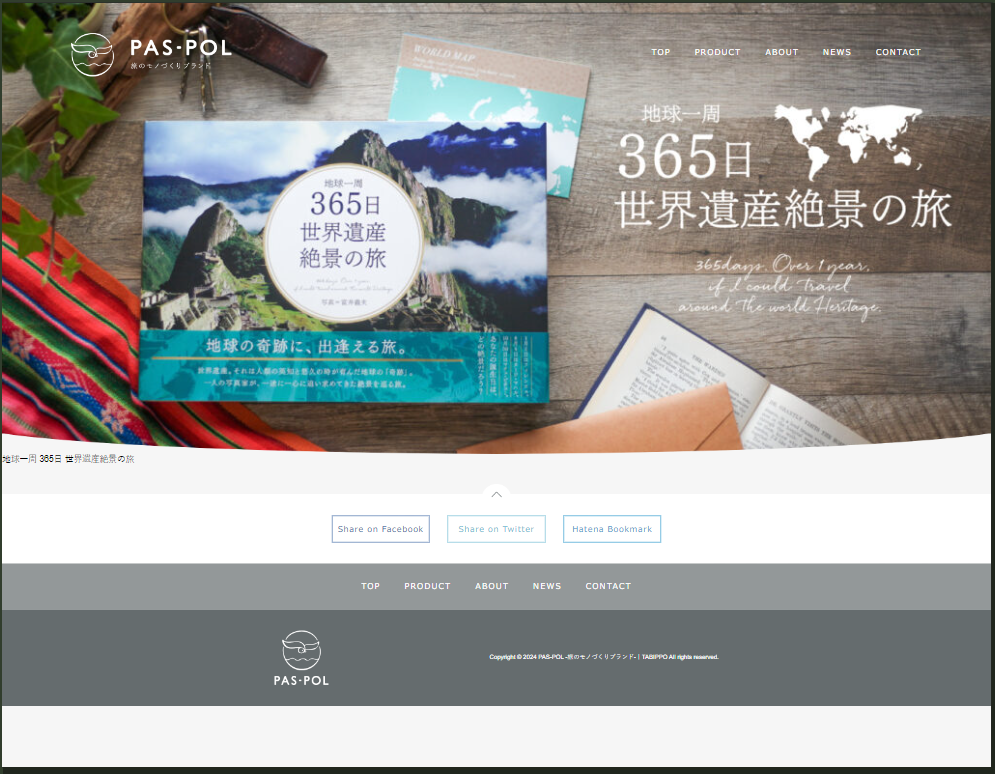 PAS-POL
旅のモノづくりブランド
TOP PRODUCT ABOUT NEWS CONTACT
WORLD MAP
地球一周
365日
世界遺産絶景の旅
365days. Over 1 year.
if I could Travel
around The world Heritage.
地球一周
365日
世界遺産
絶景の旅
写真=富井義夫
地球の奇跡に、出逢える旅。
世界遺産。それは人類の英知と悠久の時が育んだ地球の「奇跡」。
一人の写真家が、一途に一心に追い求めてきた絶景を巡る旅。
THE WANDERER
地球一周 365日 世界遺産絶景の旅
Share on Facebook
Share on Twitter
Hatena Bookmark
TOP PRODUCT ABOUT NEWS CONTACT
PAS-POL
Copyright © 2024 PAS-POL -旅のモノづくりブランド-｜TABIPPO All rights reserved.